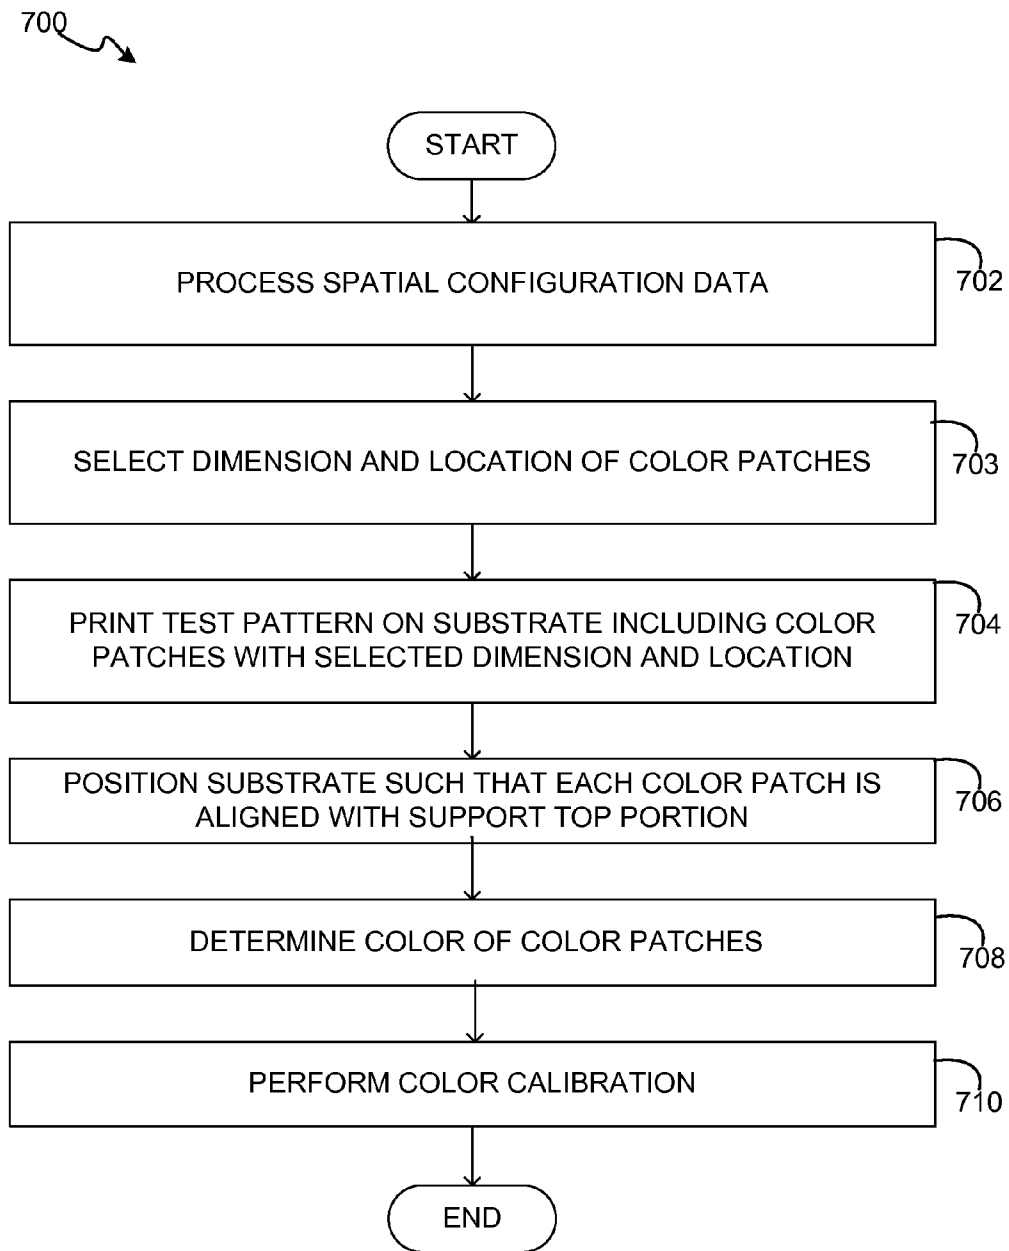 700
START
PROCESS SPATIAL CONFIGURATION DATA
702
SELECT DIMENSION AND LOCATION OF COLOR PATCHES
703
PRINT TEST PATTERN ON SUBSTRATE INCLUDING COLOR
PATCHES WITH SELECTED DIMENSION AND LOCATION
704
POSITION SUBSTRATE SUCH THAT EACH COLOR PATCH IS
ALIGNED WITH SUPPORT TOP PORTION
706
DETERMINE COLOR OF COLOR PATCHES
708
PERFORM COLOR CALIBRATION
710
END